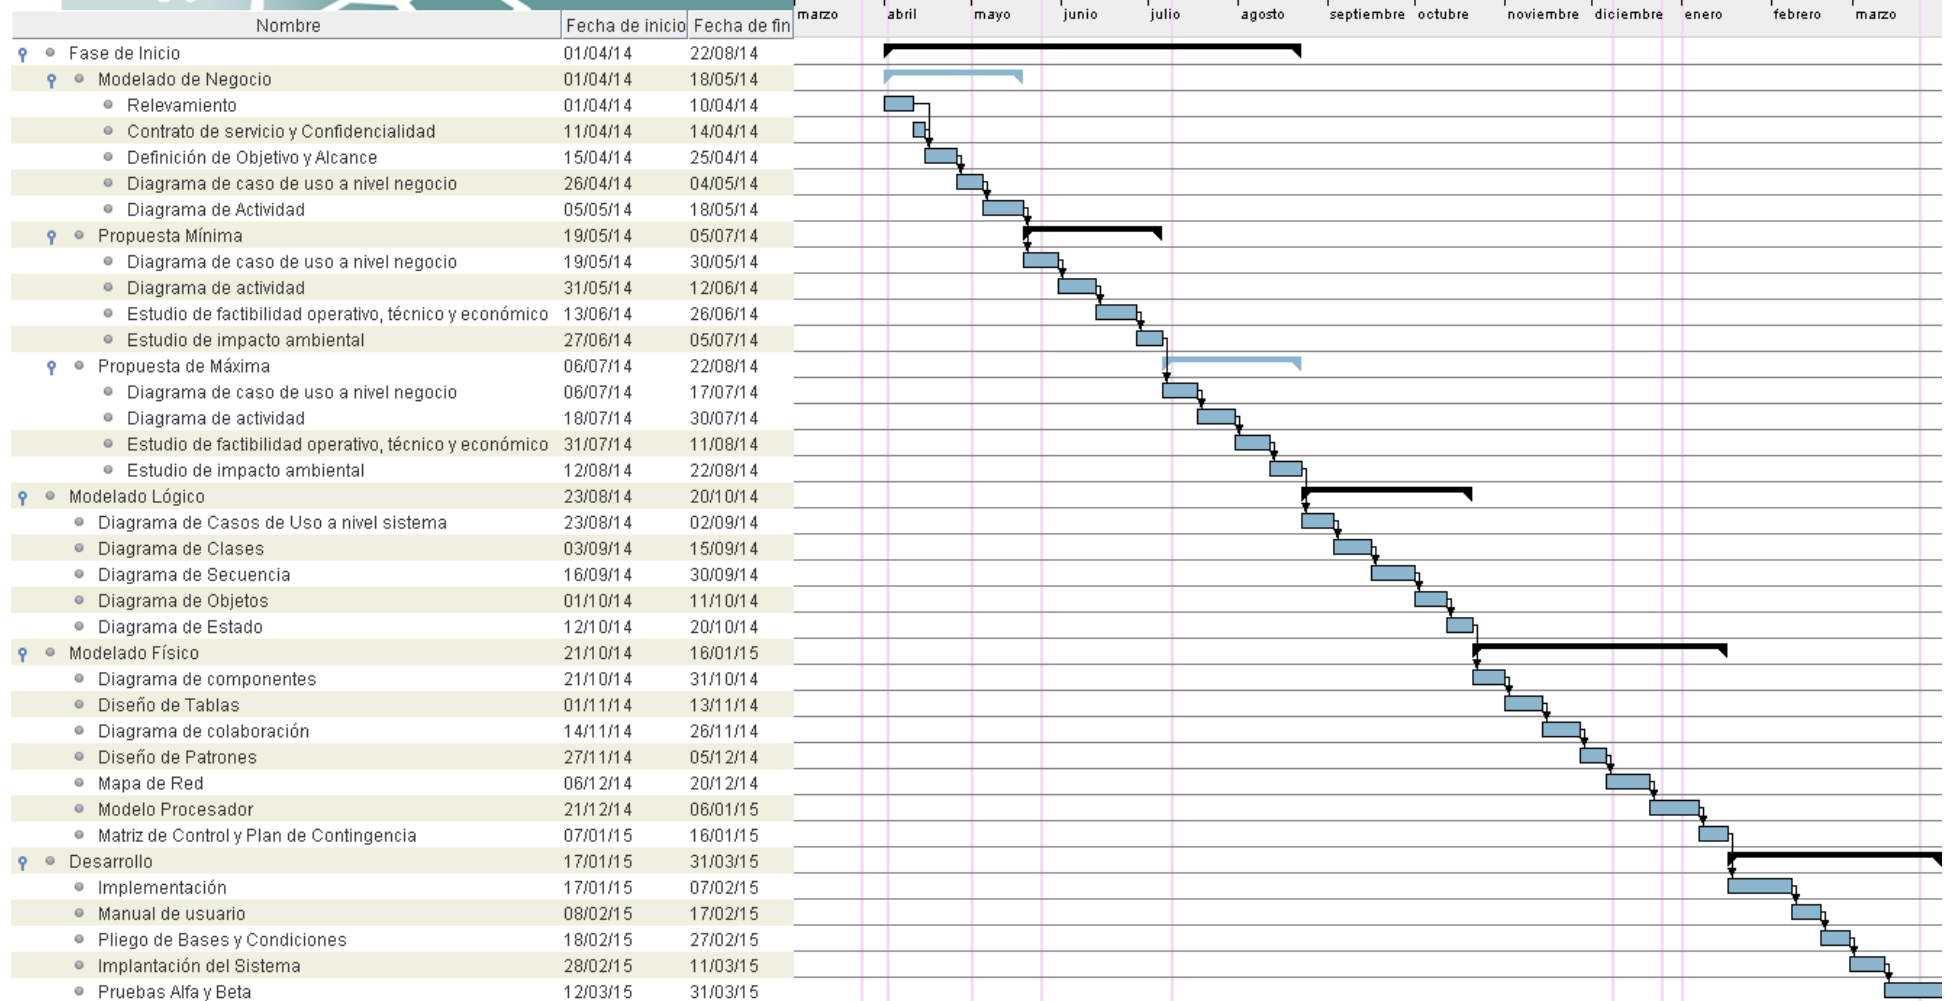 Nombre Fecha de inicio Fecha de fin marzo abril mayo junio julio agosto septiembre octubre noviembre diciembre enero febrero marzo
Fase de Inicio 01/04/14 22/08/14
Modelado de Negocio 01/04/14 18/05/14
Relevamiento 01/04/14 10/04/14
Contrato de servicio y Confidencialidad 11/04/14 14/04/14
Definición de Objetivo y Alcance 15/04/14 25/04/14
Diagrama de caso de uso a nivel negocio 26/04/14 04/05/14
Diagrama de Actividad 05/05/14 18/05/14
Propuesta Mínima 19/05/14 05/07/14
Diagrama de caso de uso a nivel negocio 19/05/14 30/05/14
Diagrama de actividad 31/05/14 12/06/14
Estudio de factibilidad operativo, técnico y económico 13/06/14 26/06/14
Estudio de impacto ambiental 27/06/14 05/07/14
Propuesta de Máxima 06/07/14 22/08/14
Diagrama de caso de uso a nivel negocio 06/07/14 17/07/14
Diagrama de actividad 18/07/14 30/07/14
Estudio de factibilidad operativo, técnico y económico 31/07/14 11/08/14
Estudio de impacto ambiental 12/08/14 22/08/14
Modelado Lógico 23/08/14 20/10/14
Diagrama de Casos de Uso a nivel sistema 23/08/14 02/09/14
Diagrama de Clases 03/09/14 15/09/14
Diagrama de Secuencia 16/09/14 30/09/14
Diagrama de Objetos 01/10/14 11/10/14
Diagrama de Estado 12/10/14 20/10/14
Modelado Físico 21/10/14 16/01/15
Diagrama de componentes 21/10/14 31/10/14
Diseño de Tablas 01/11/14 13/11/14
Diagrama de colaboración 14/11/14 26/11/14
Diseño de Patrones 27/11/14 05/12/14
Mapa de Red 06/12/14 20/12/14
Modelo Procesador 21/12/14 06/01/15
Matriz de Control y Plan de Contingencia 07/01/15 16/01/15
Desarrollo 17/01/15 31/03/15
Implementación 17/01/15 07/02/15
Manual de usuario 08/02/15 17/02/15
Pliego de Bases y Condiciones 18/02/15 27/02/15
Implantación del Sistema 28/02/15 11/03/15
Pruebas Alfa y Beta 12/03/15 31/03/15